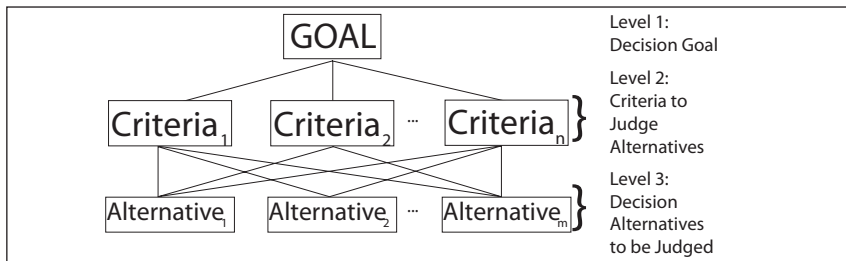 GOAL
Level 1:
Decision Goal
Criteria1 Criteria2 ... Criterian
Level 2:
Criteria to
Judge
Alternatives
Alternative1 Alternative2 ... Alternativem
Level 3:
Decision
Alternatives
to be Judged